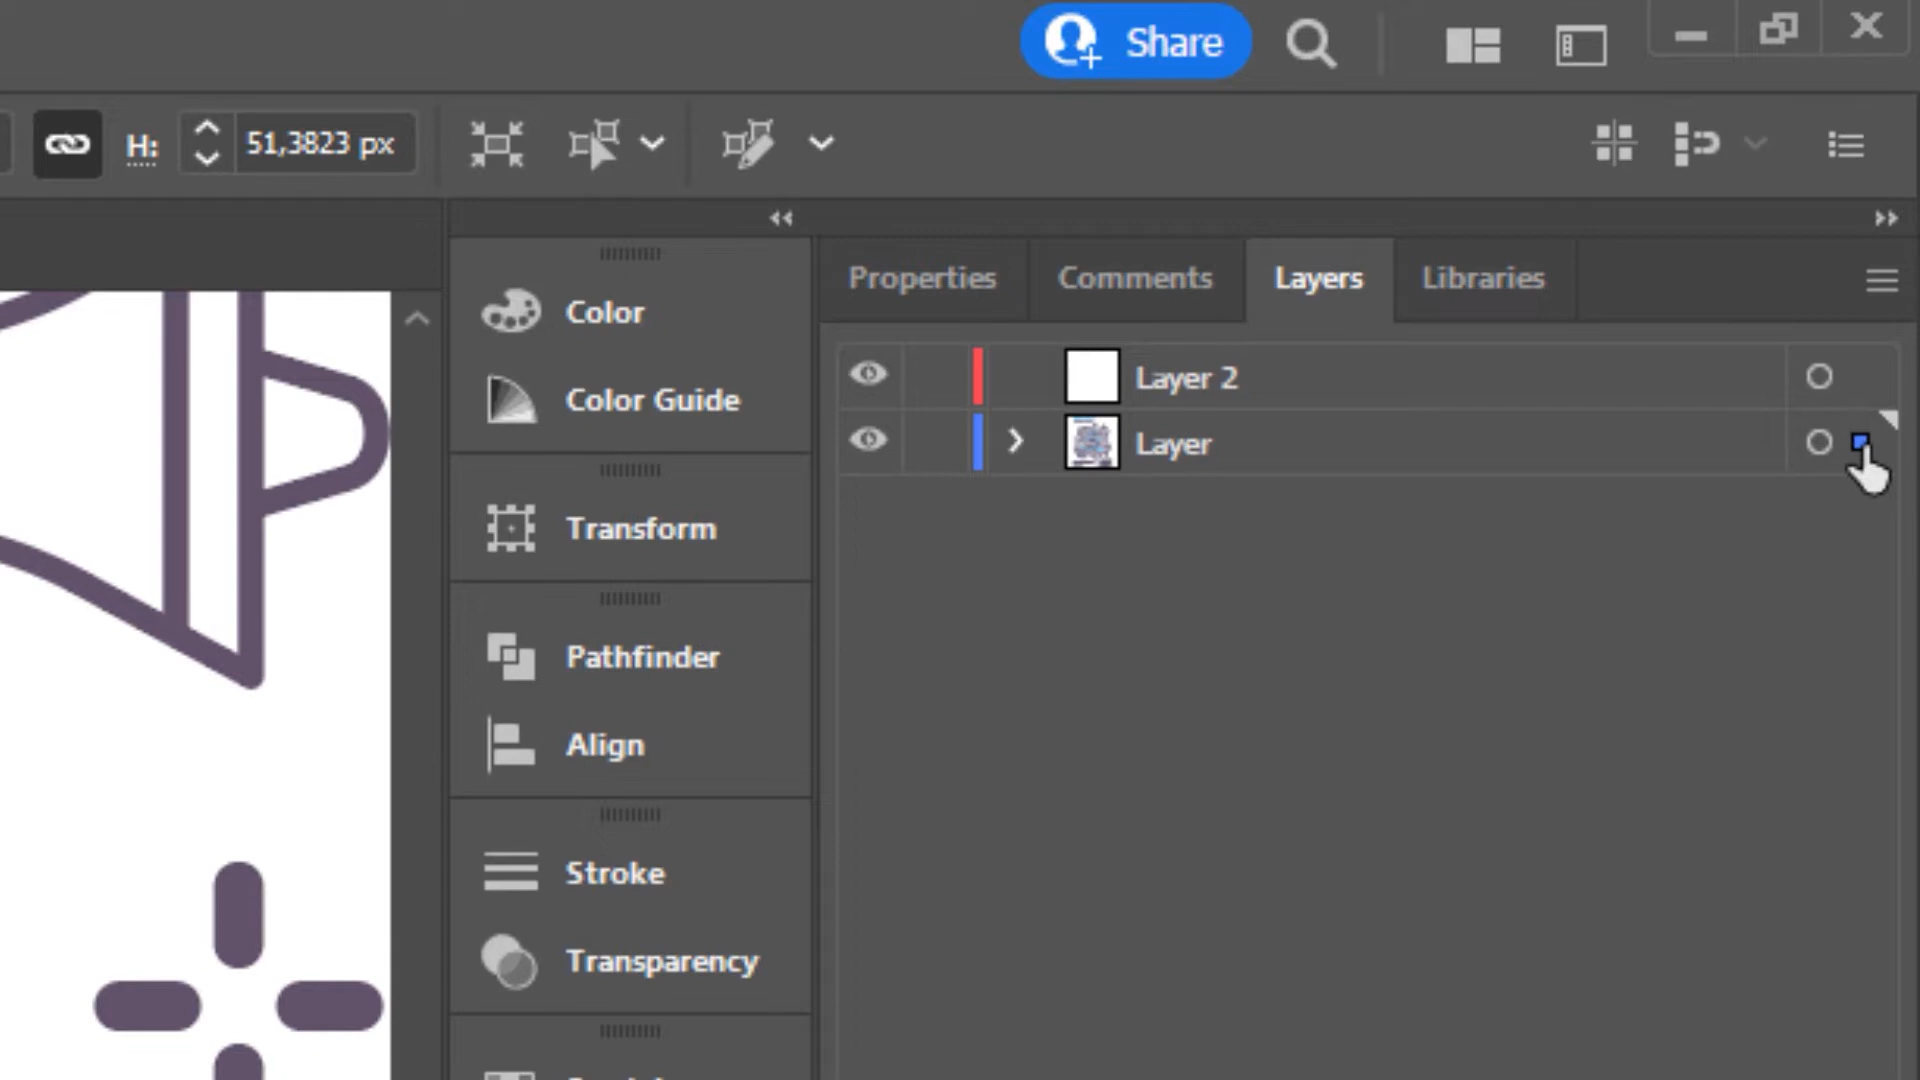 Share
H: 51,3823 px
Properties Comments Layers Libraries
Color
Layer 2
Color Guide
Layer
Transform
Pathfinder
Align
Stroke
Transparency